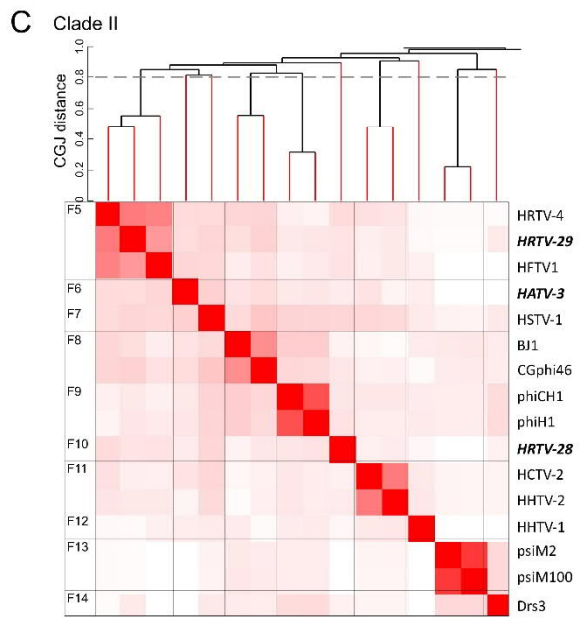 C Clade II
CGJ distance
1.0
0.8
0.6
0.4
0.2
0
F5 HRTV-4
HRTV-29
HFTV1
F6 HATV-3
F7 HSTV-1
F8 BJ1
CGphi46
F9 phiCH1
phiH1
F10 HRTV-28
F11 HCTV-2
HHTV-2
F12 HHTV-1
F13 psiM2
psiM100
F14 Drs3